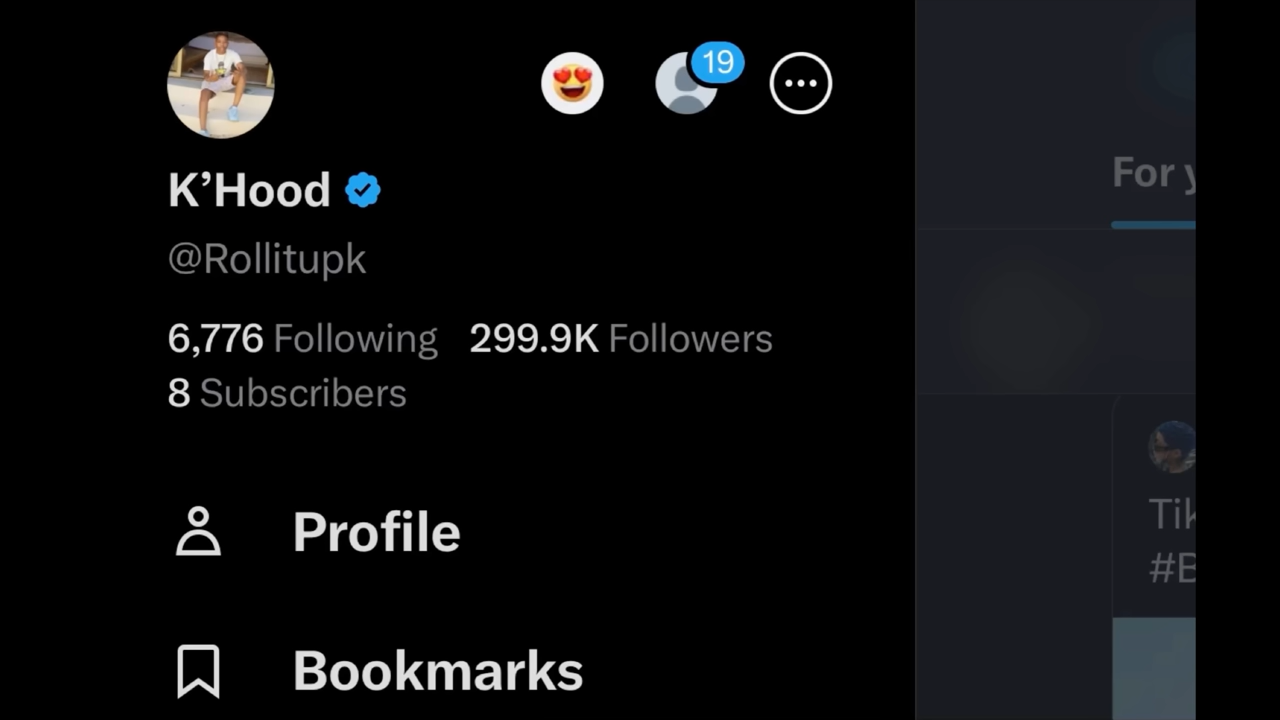 19
K’Hood
@Rollitupk
6,776 Following 299.9K Followers
8 Subscribers
Profile
Bookmarks
For y
Tik
#B